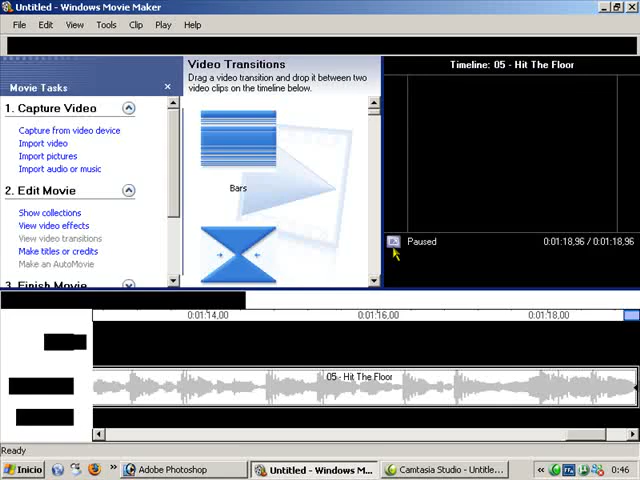 Untitled - Windows Movie Maker
File Edit View Tools Clip Play Help
Movie Tasks
1. Capture Video
Capture from video device
Import video
Import pictures
Import audio or music
2. Edit Movie
Show collections
View video effects
View video transitions
Make titles or credits
Make an AutoMovie
3. Finish Movie
Video Transitions
Drag a video transition and drop it between two
video clips on the timeline below.
Bars
Timeline: 05 - Hit The Floor
Paused 0:01:18,96 / 0:01:18,96
0:01:14,00 0:01:16,00 0:01:18,00
05 - Hit The Floor
Ready
Inicio » Adobe Photoshop Untitled - Windows M... Camtasia Studio - Untitle... « 0:46